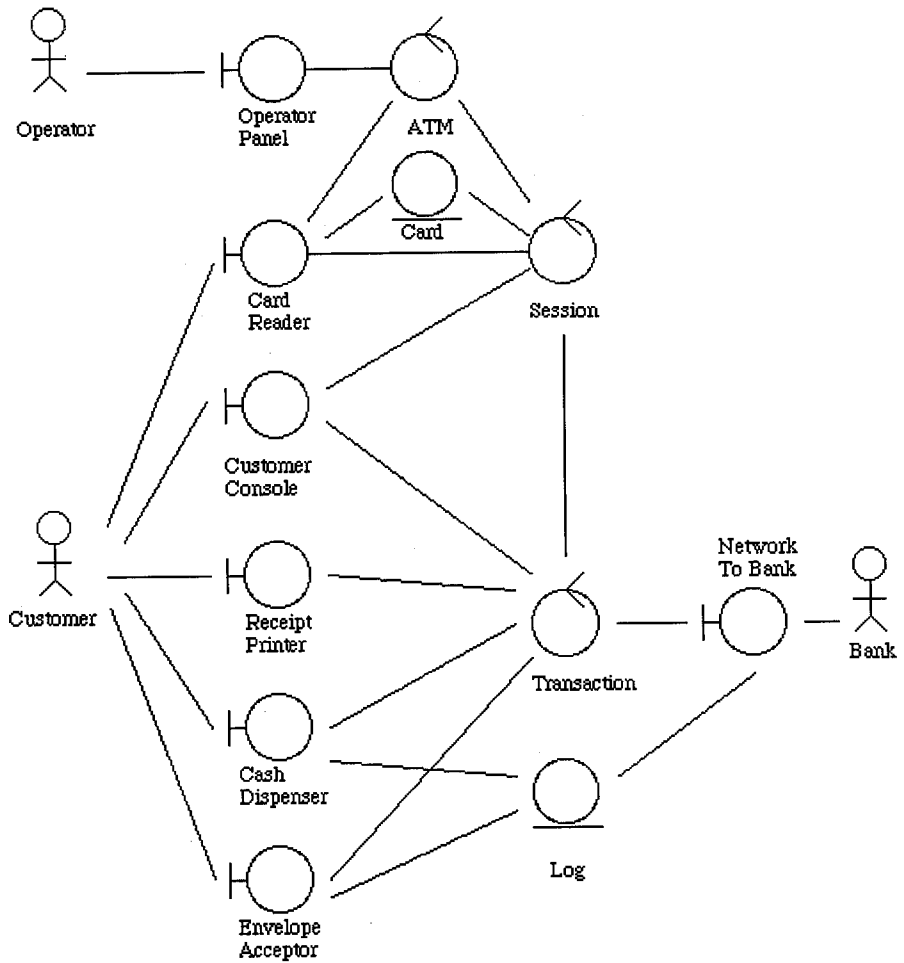 Operator
Operator
Panel
ATM
Card
Card
Reader
Session
Customer
Console
Customer
Receipt
Printer
Network
To Bank
Bank
Transaction
Cash
Dispenser
Log
Envelope
Acceptor